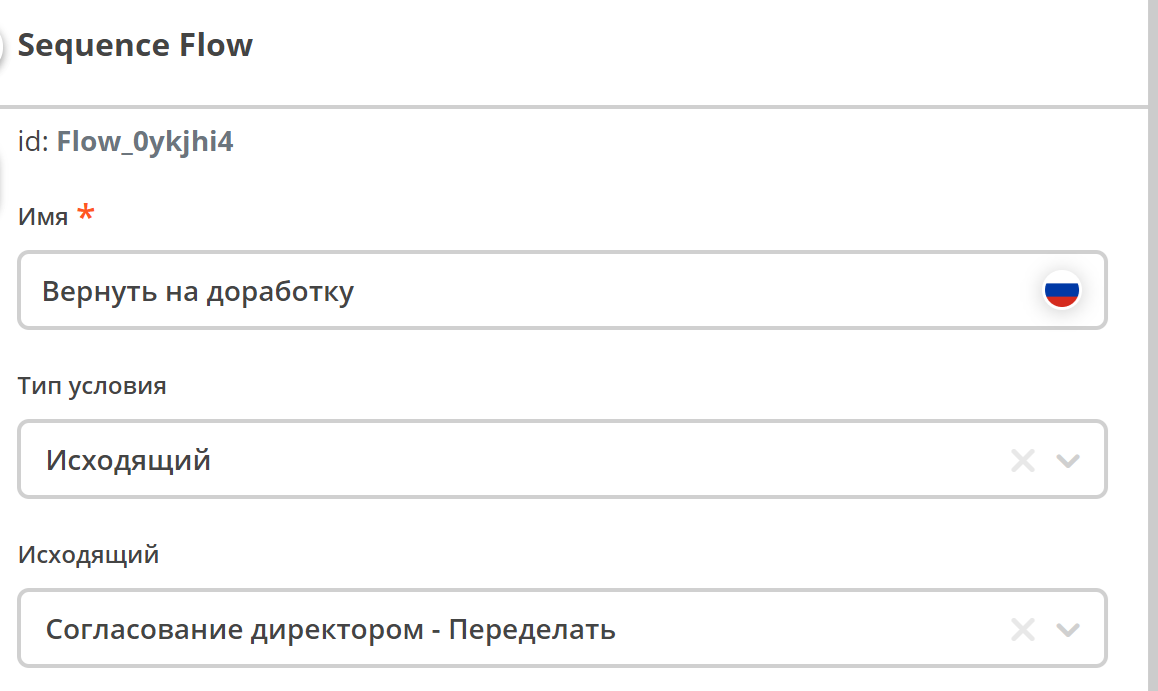 Sequence Flow
id: Flow_0ykjhi4
Имя *
Вернуть на доработку
Тип условия
Исходящий
Исходящий
Согласование директором - Переделать